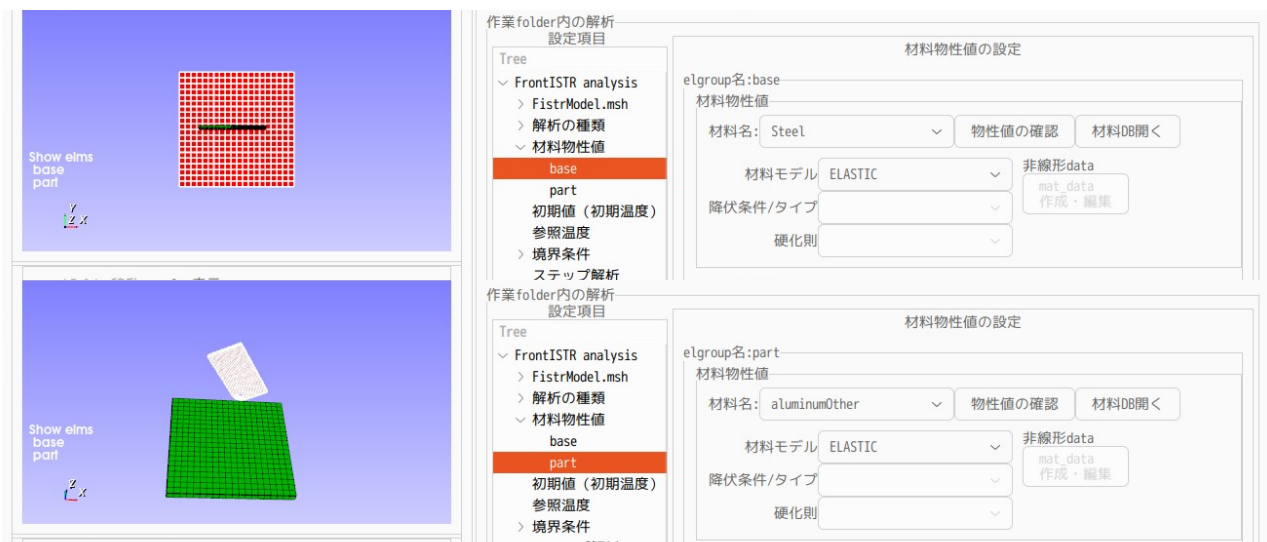 作業folder内の解析
設定項目
Tree
FrontISTR analysis
FistrModel.msh
解析の種類
材料物性値
base
part
初期値（初期温度）
参照温度
境界条件
ステップ解析
材料物性値の設定
elgroup名:base
材料物性値
材料名: Steel 物性値の確認 材料DB開く
材料モデル ELASTIC
非線形data
mat_data
作成・編集
降伏条件/タイプ
硬化則
Show elms
base
part
Y
Z X
作業folder内の解析
設定項目
Tree
FrontISTR analysis
FistrModel.msh
解析の種類
材料物性値
base
part
初期値（初期温度）
参照温度
境界条件
材料物性値の設定
elgroup名:part
材料物性値
材料名: aluminumOther 物性値の確認 材料DB開く
材料モデル ELASTIC
非線形data
mat_data
作成・編集
降伏条件/タイプ
硬化則
Show elms
base
part
Z
X